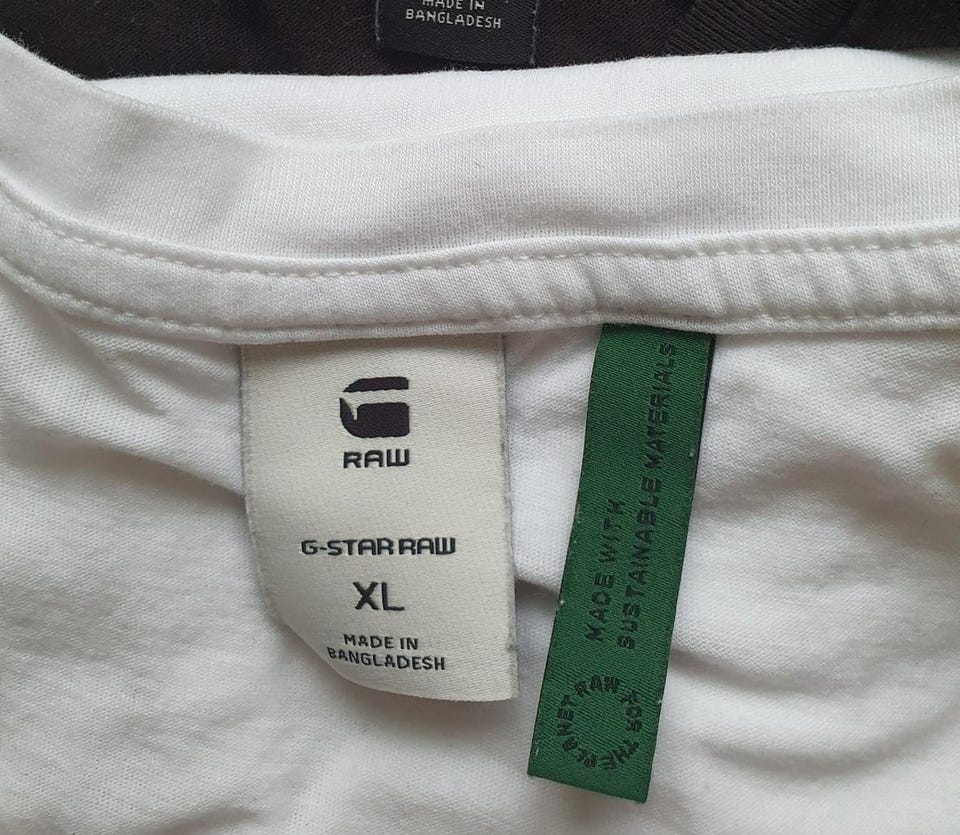 MADE IN
BANGLADESH
RAW
G-STAR RAW
XL
MADE IN
BANGLADESH
MADE WITH
SUSTAINABLE MATERIALS
RAW FOR THE PLANET